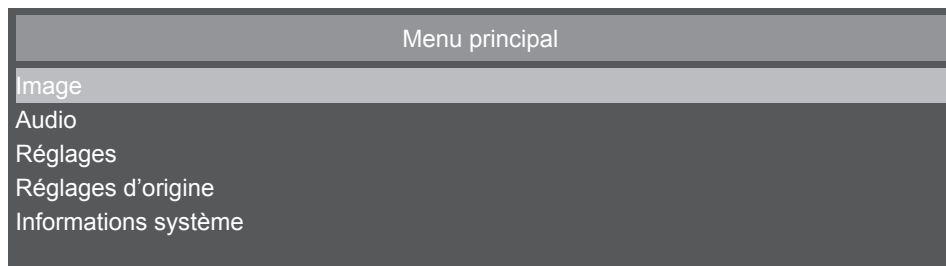 Menu principal
Image
Audio
Réglages
Réglages d’origine
Informations système